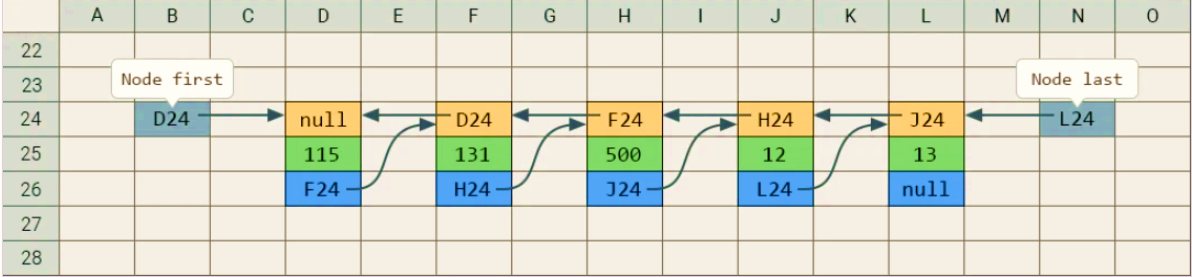 A B C D E F G H I J K L M N O
22
23
Node first Node last
24 D24 null D24 F24 H24 J24 L24
25 115 131 500 12 13
26 F24 H24 J24 L24 null
27
28